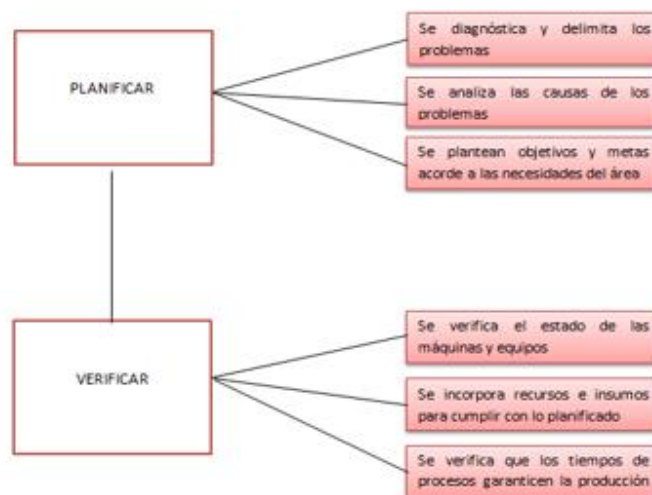 PLANIFICAR
Se diagnóstica y delimita los
problemas
Se analiza las causas de los
problemas
Se plantean objetivos y metas
acorde a las necesidades del área
VERIFICAR
Se verifica el estado de las
máquinas y equipos
Se incorpora recursos e insumos
para cumplir con lo planificado
Se verifica que los tiempos de
procesos garanticen la producción